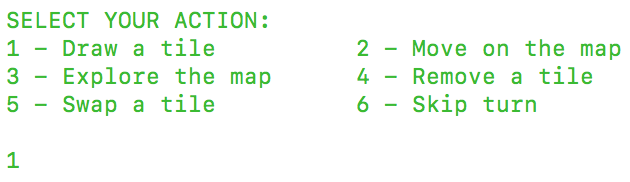 SELECT YOUR ACTION:
1 – Draw a tile 2 – Move on the map
3 – Explore the map 4 – Remove a tile
5 – Swap a tile 6 – Skip turn
1